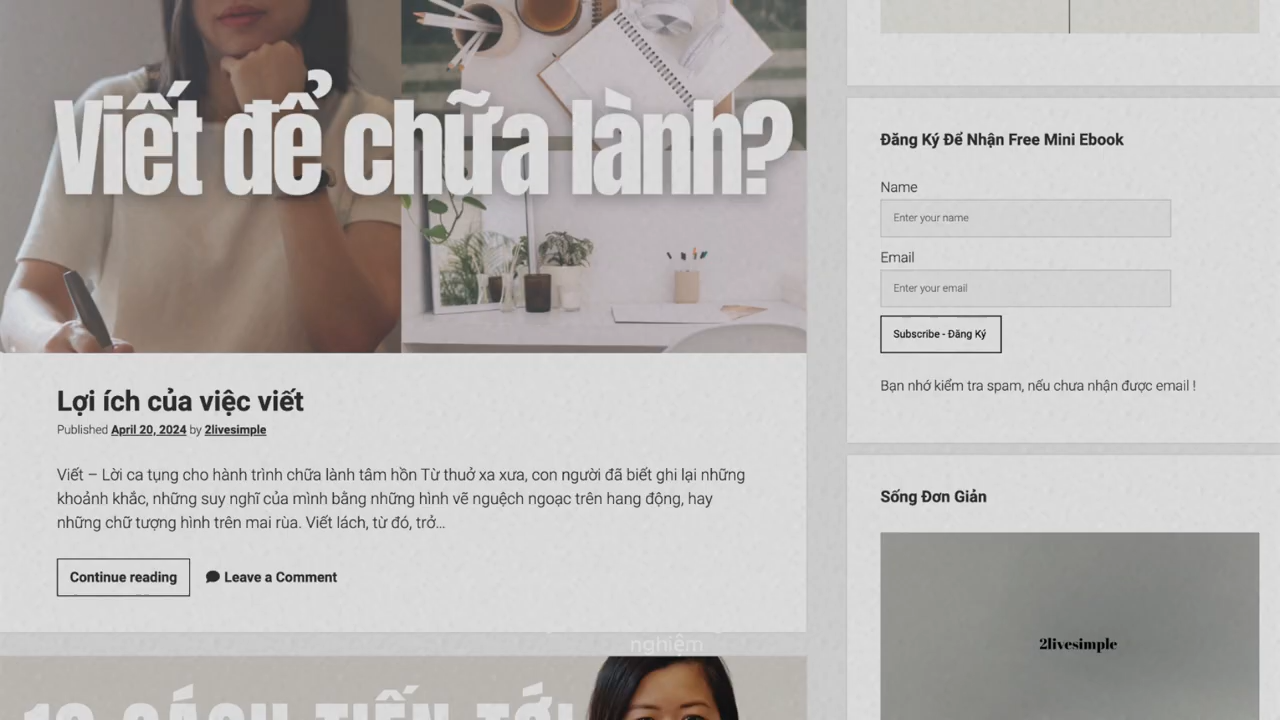 Viết để chữa lành?
Lợi ích của việc viết
Published April 20, 2024 by 2livesimple
Viết – Lời ca tụng cho hành trình chữa lành tâm hồn Từ thuở xa xưa, con người đã biết ghi lại những
khoảnh khắc, những suy nghĩ của mình bằng những hình vẽ nguệch ngoạc trên hang động, hay
những chữ tượng hình trên mai rùa. Viết lách, từ đó, trở…
Continue reading
Leave a Comment
nghiệm
CÁCH TIẾN TỚI
Đăng Ký Để Nhận Free Mini Ebook
Name
Enter your name
Email
Enter your email
Subscribe - Đăng Ký
Bạn nhớ kiểm tra spam, nếu chưa nhận được email !
Sống Đơn Giản
2livesimple